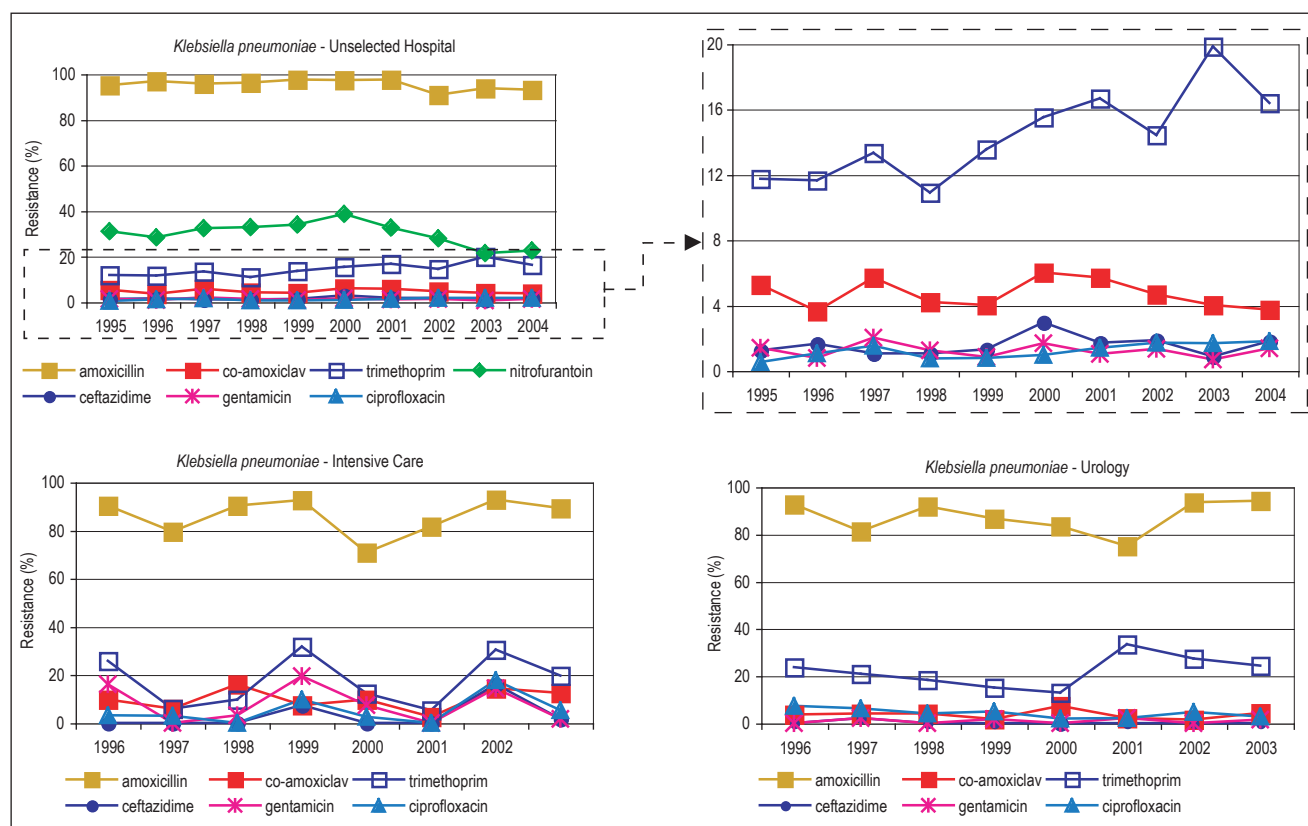 Klebsiella pneumoniae - Unselected Hospital
Resistance (%)
100
80
60
40
20
0
1995 1996 1997 1998 1999 2000 2001 2002 2003 2004
amoxicillin co-amoxiclav trimethoprim nitrofurantoin
ceftazidime gentamicin ciprofloxacin
20
16
12
8
4
0
1995 1996 1997 1998 1999 2000 2001 2002 2003 2004
Klebsiella pneumoniae - Intensive Care
Resistance (%)
100
80
60
40
20
0
1996 1997 1998 1999 2000 2001 2002
amoxicillin co-amoxiclav trimethoprim
ceftazidime gentamicin ciprofloxacin
Klebsiella pneumoniae - Urology
Resistance (%)
100
80
60
40
20
0
1996 1997 1998 1999 2000 2001 2002 2003
amoxicillin co-amoxiclav trimethoprim
ceftazidime gentamicin ciprofloxacin